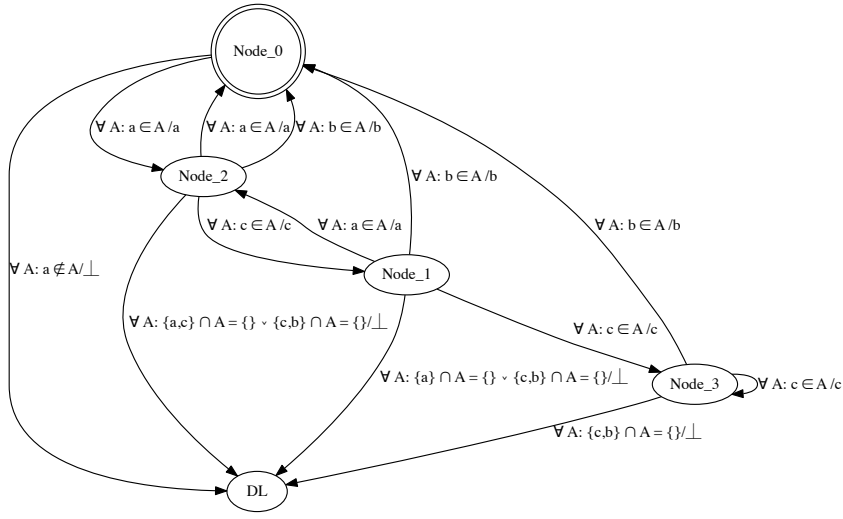 Node_0
∀ A: a ∈ A /a
∀ A: a ∈ A /a
∀ A: b ∈ A /b
Node_2
∀ A: b ∈ A /b
∀ A: c ∈ A /c
∀ A: a ∈ A /a
∀ A: b ∈ A /b
∀ A: a ∉ A/⊥
Node_1
∀ A: {a,c} ∩ A = {} ∨ {c,b} ∩ A = {}/⊥
∀ A: c ∈ A /c
∀ A: {a} ∩ A = {} ∨ {c,b} ∩ A = {}/⊥
Node_3
∀ A: c ∈ A /c
∀ A: {c,b} ∩ A = {}/⊥
DL